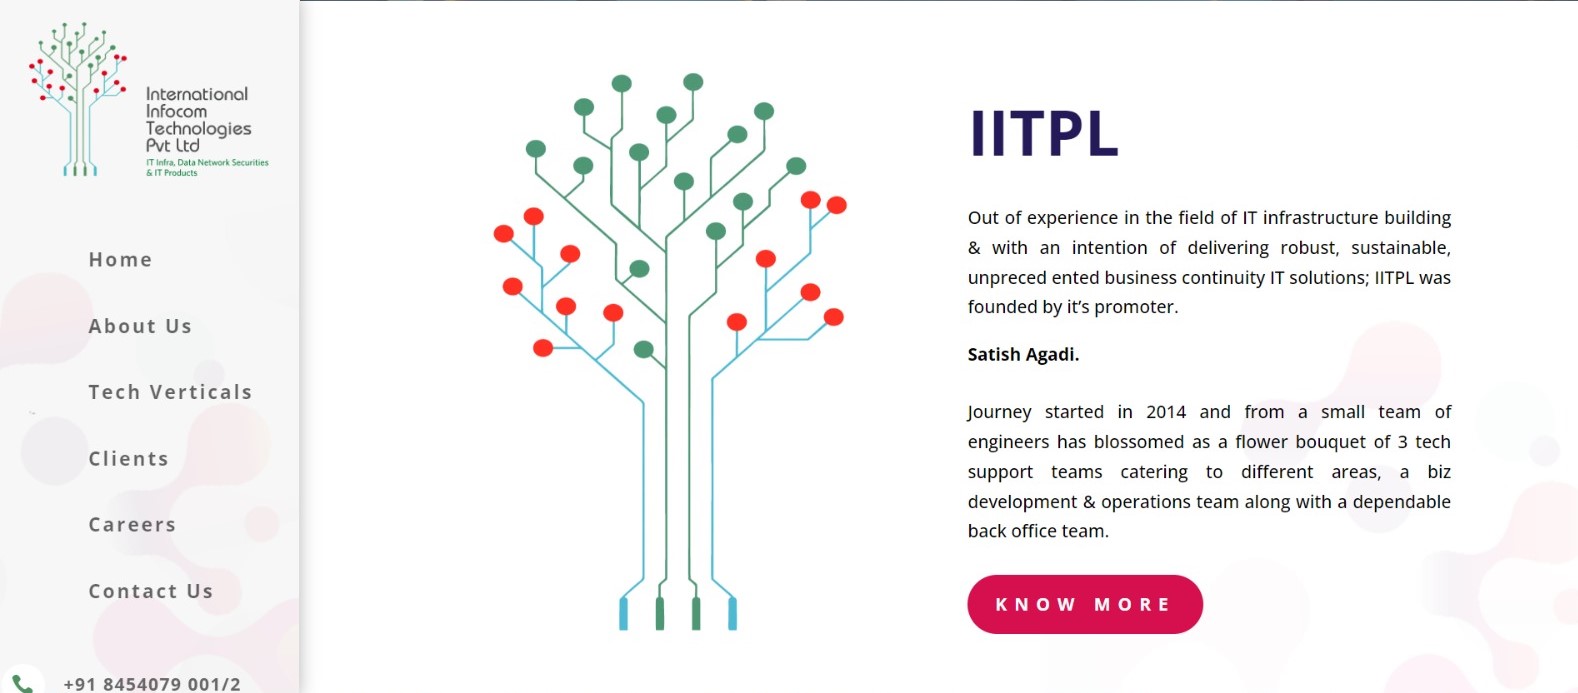 International
Infocom
Technologies
Pvt Ltd
IT Infra, Data Network Securities
& IT Products
Home
About Us
Tech Verticals
Clients
Careers
Contact Us
+91 8454079 001/2
IITPL
Out of experience in the field of IT infrastructure building
& with an intention of delivering robust, sustainable,
unpreced ented business continuity IT solutions; IITPL was
founded by it’s promoter.
Satish Agadi.
Journey started in 2014 and from a small team of
engineers has blossomed as a flower bouquet of 3 tech
support teams catering to different areas, a biz
development & operations team along with a dependable
back office team.
KNOW MORE